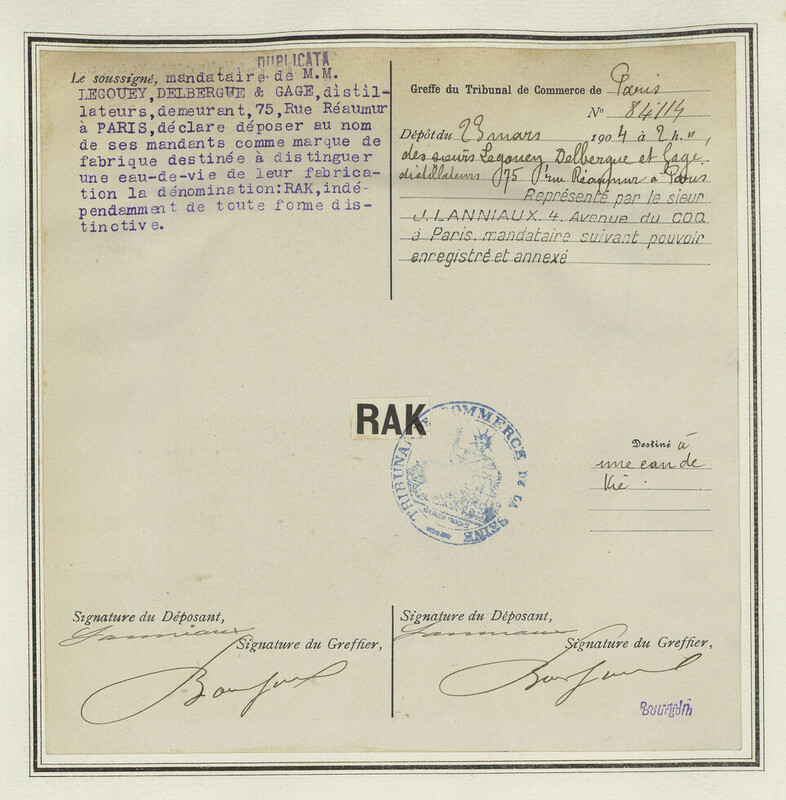 DUPLICATA
Le soussigné, mandataire de M.M.
LEGOUEY,DELBERGUE & GAGE,distil-
lateurs,demeurant,75,Rue Réaumur
à PARIS,déclare déposer au nom
de ses mandants comme marque de
fabrique destinée à distinguer
une eau-de-vie de leur fabrica-
tion la dénomination:RAK,indé-
pendamment de toute forme dis-
tinctive.
Greffe du Tribunal de Commerce de Paris
N° 84114
Dépôt du 23 mars 1904 à 2 h. ",
des sieurs Legouey Delbergue et Gage
distillateurs 75 rue Réaumur à Paris
Représenté par le sieur
J. LANNIAUX. 4. Avenue du COQ
à Paris. mandataire suivant pouvoir
enregistré et annexé
RAK
TRIBUNAL DE COMMERCE DE LA SEINE
Destiné à
une eau de
vie
Signature du Déposant,
Lanniaux
Signature du Greffier,
Signature du Déposant,
Lanniaux
Signature du Greffier,